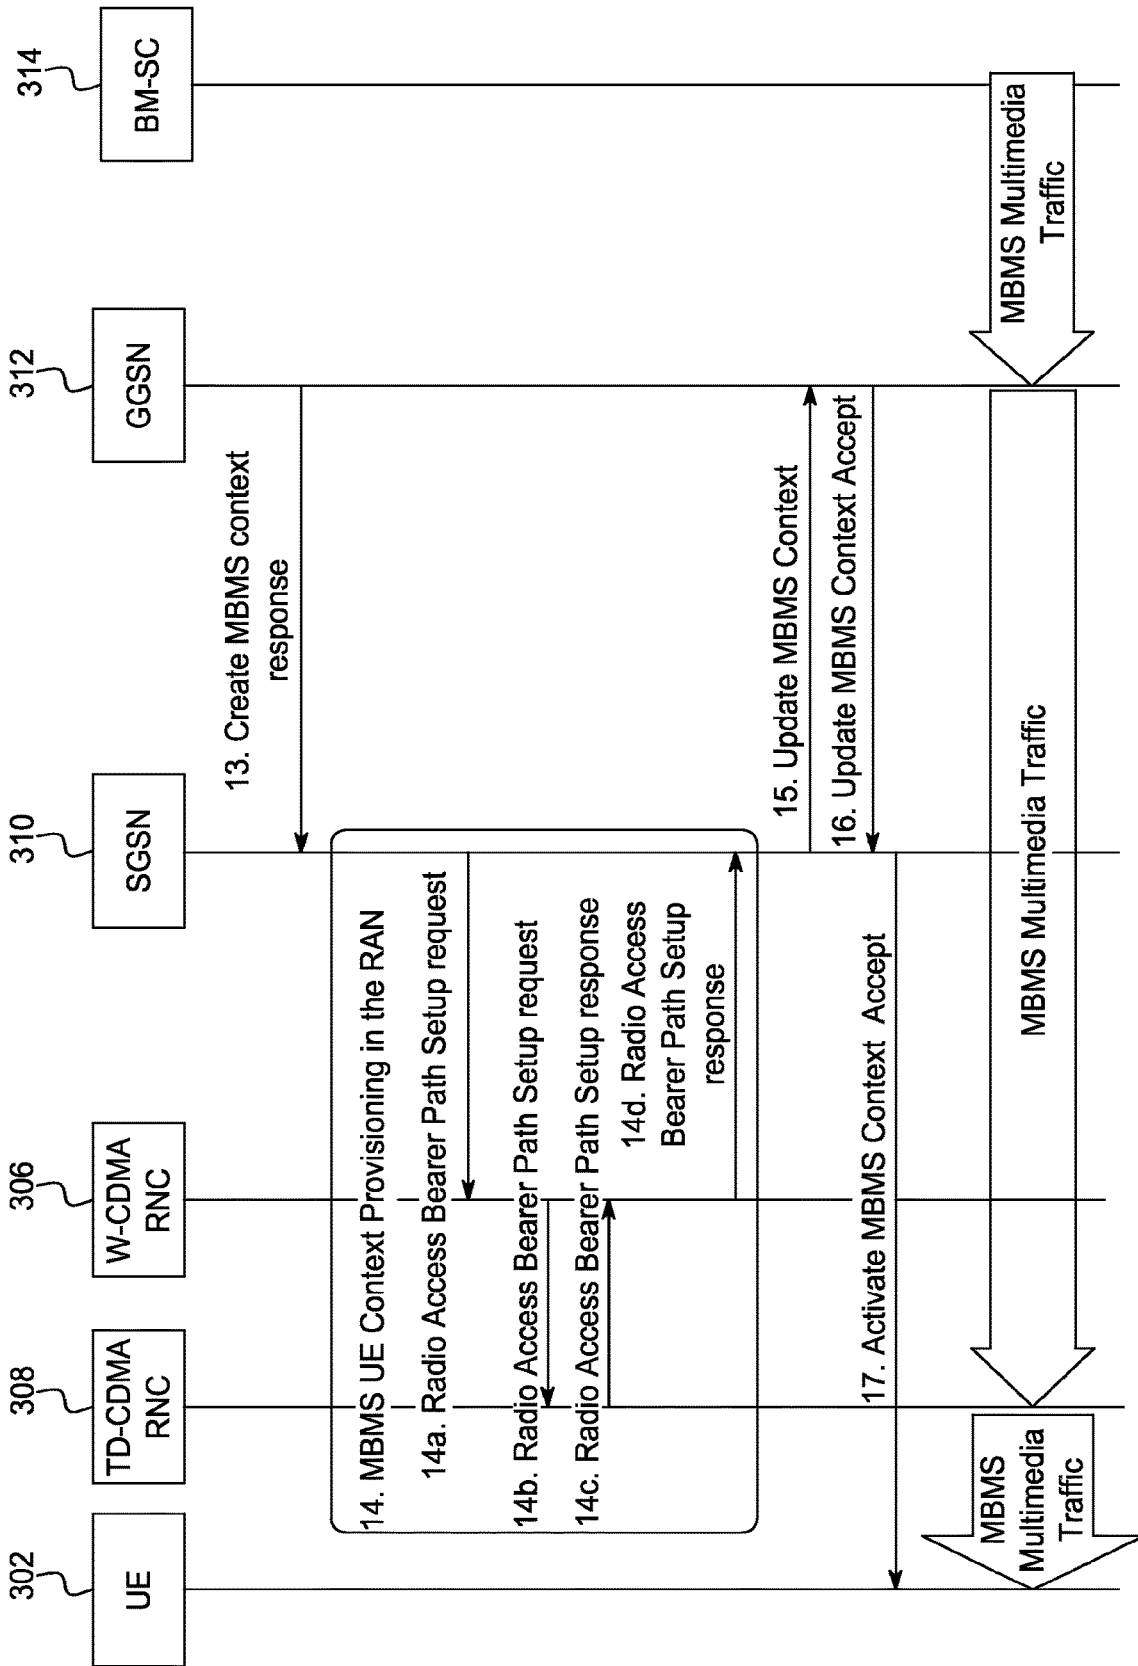 302
308
306
310
312
314
UE
TD-CDMA
RNC
W-CDMA
RNC
SGSN
GGSN
BM-SC
13. Create MBMS context
response
14. MBMS UE Context Provisioning in the RAN
14a. Radio Access Bearer Path Setup request
14b. Radio Access Bearer Path Setup request
14c. Radio Access Bearer Path Setup response
14d. Radio Access
Bearer Path Setup
response
15. Update MBMS Context
16. Update MBMS Context Accept
17. Activate MBMS Context Accept
MBMS
Multimedia
Traffic
MBMS Multimedia Traffic
MBMS Multimedia
Traffic